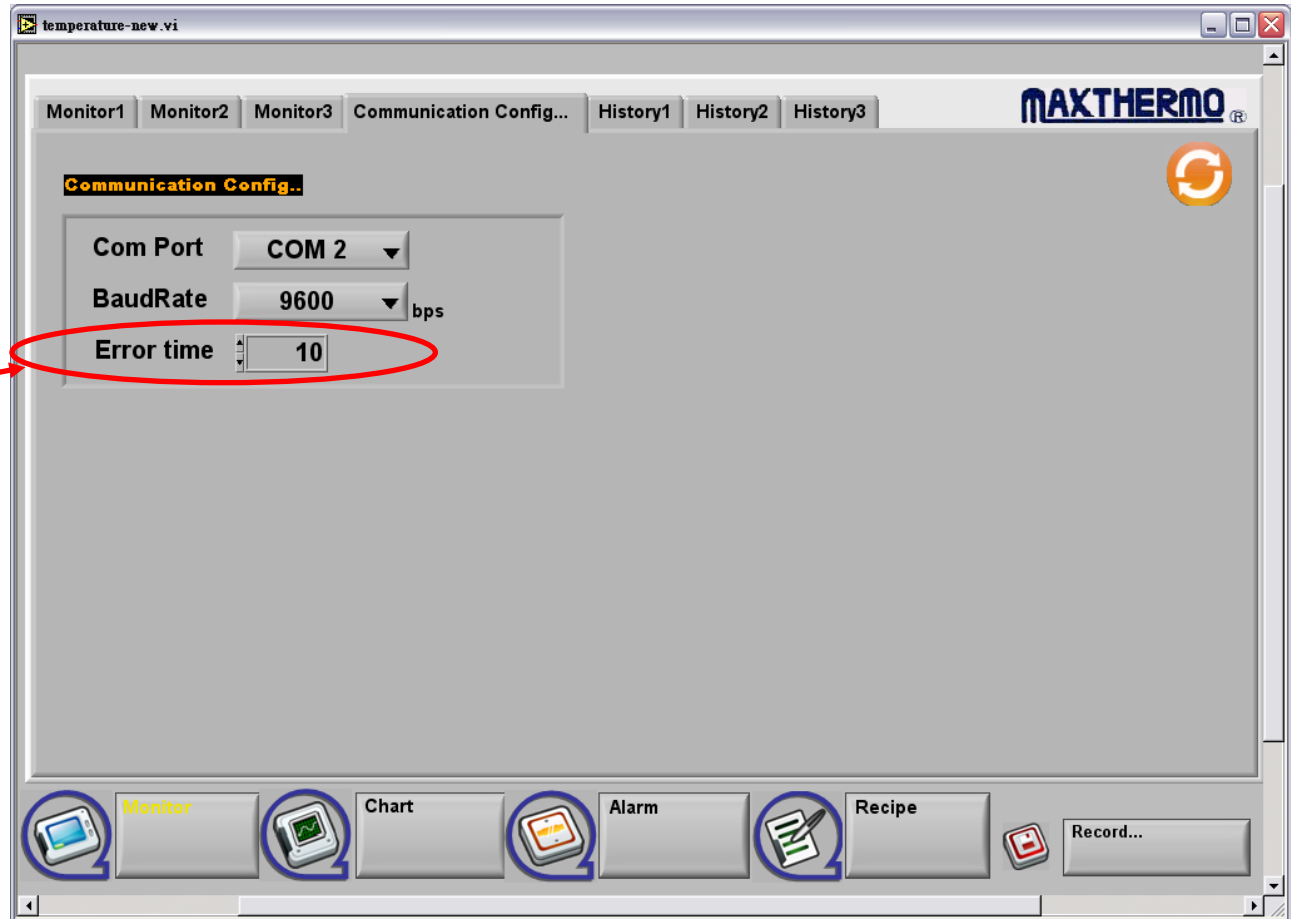 temperature-new.vi
Monitor1 Monitor2 Monitor3 Communication Config... History1 History2 History3
MAXTHERMO ®
Communication Config..
Com Port COM 2
BaudRate 9600 bps
Error time 10
Monitor Chart Alarm Recipe
Record...